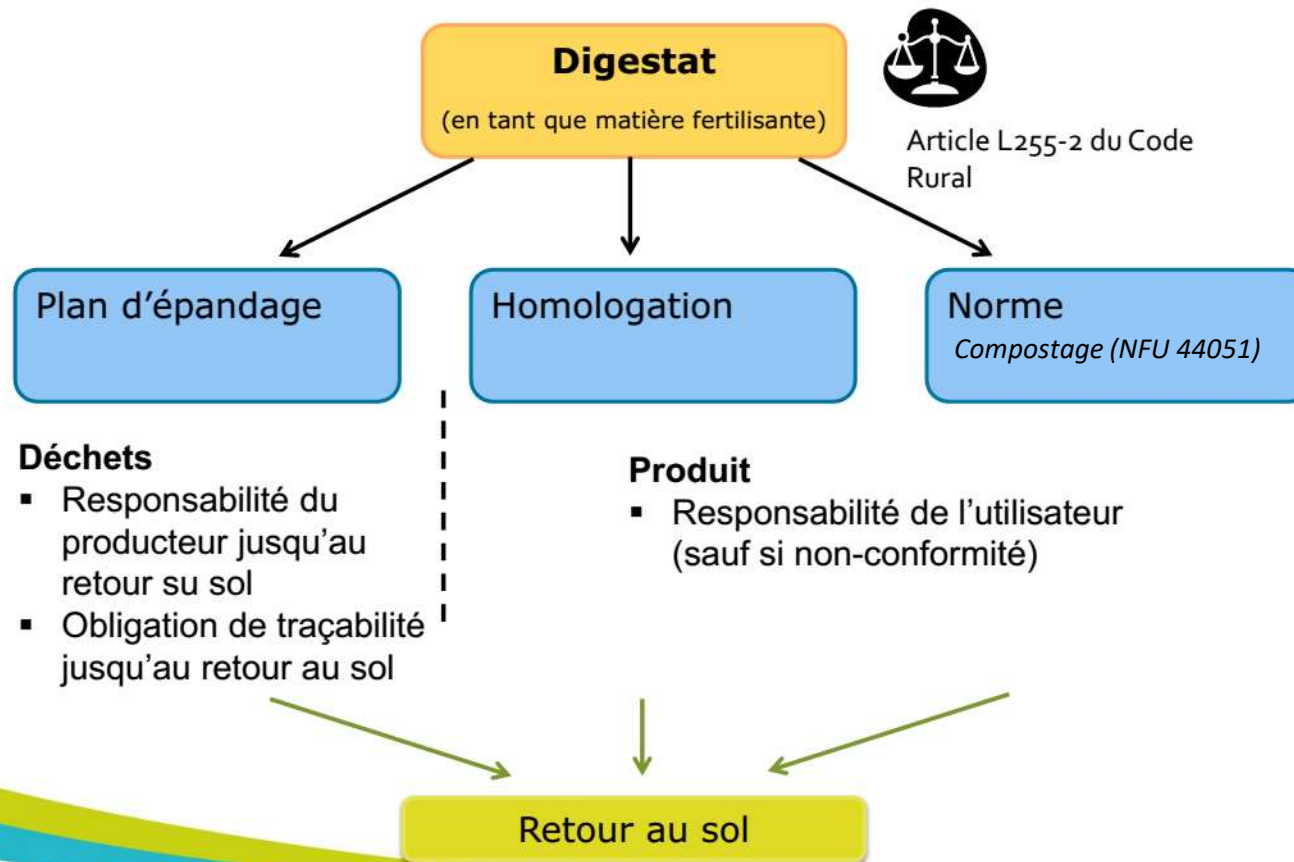 Digestat
(en tant que matière fertilisante)
Article L255-2 du Code
Rural
Plan d'épandage
Homologation
Norme
Compostage (NFU 44051)
Déchets
▪ Responsabilité du
producteur jusqu'au
retour su sol
▪ Obligation de traçabilité
jusqu'au retour au sol
Produit
▪ Responsabilité de l'utilisateur
(sauf si non-conformité)
Retour au sol